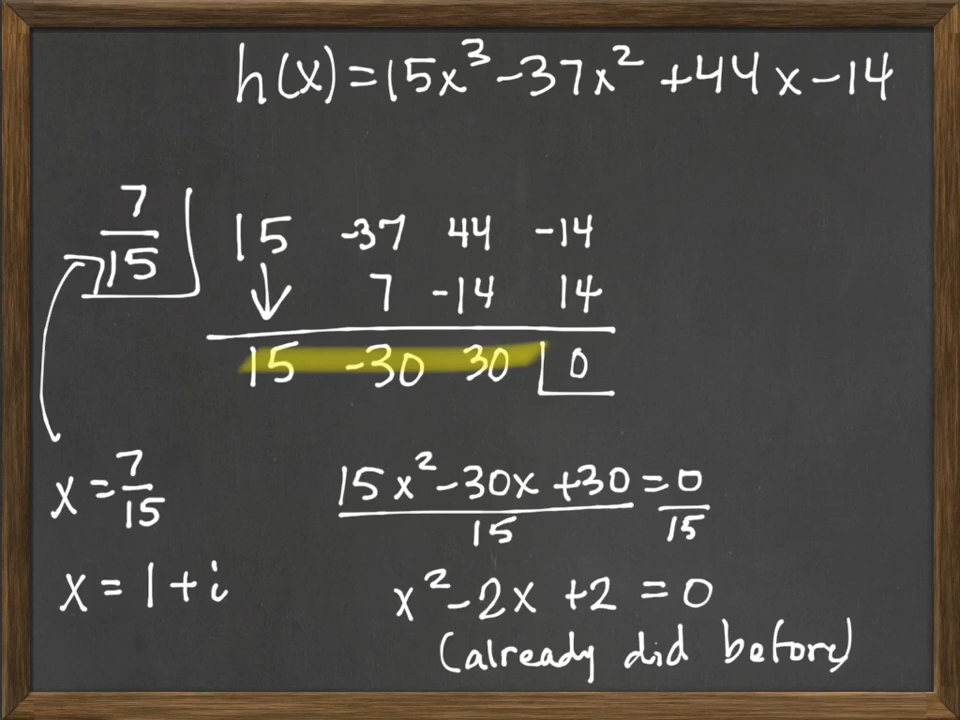 h(x)=15x³-37x²+44x-14
7/15 | 15 -37 44 -14
↓ 7 -14 14
15 -30 30 | 0
x=7/15
(15x²-30x+30)/15=0/15
x=1+i
x²-2x+2=0
(already did before)